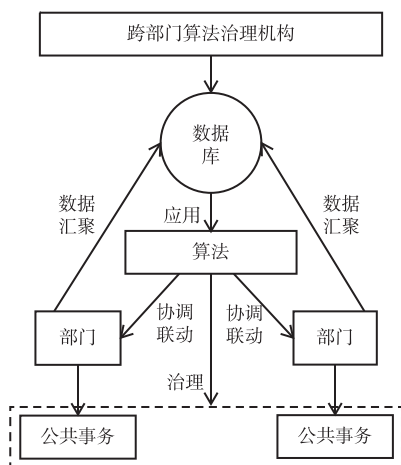 跨部门算法治理机构
数据
库
数据
汇聚
数据
汇聚
应用
算法
协调
联动
协调
联动
部门
部门
治理
公共事务
公共事务